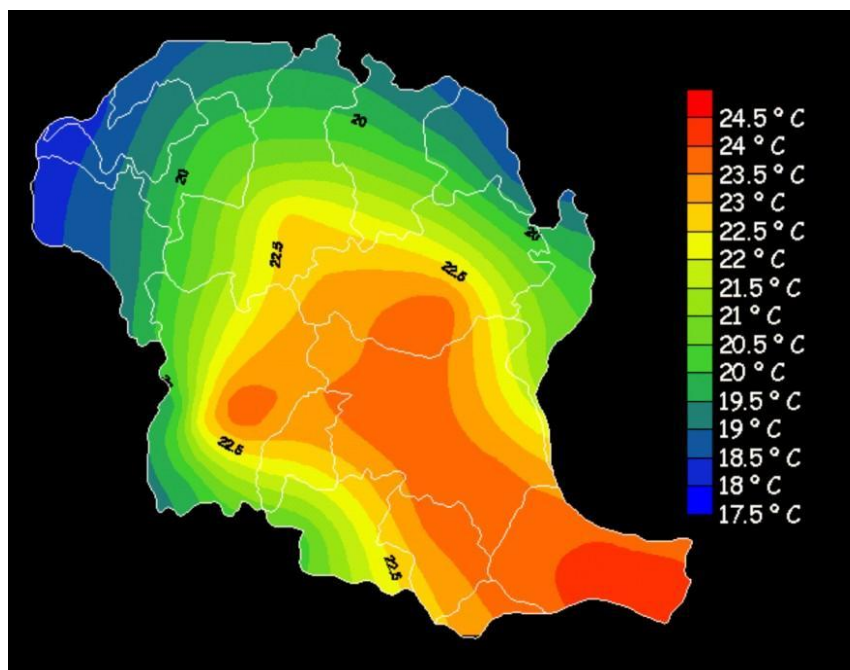 20
20
20
22.5
22.5
22.5
22.5
24.5 ° C
24 ° C
23.5 ° C
23 ° C
22.5 ° C
22 ° C
21.5 ° C
21 ° C
20.5 ° C
20 ° C
19.5 ° C
19 ° C
18.5 ° C
18 ° C
17.5 ° C